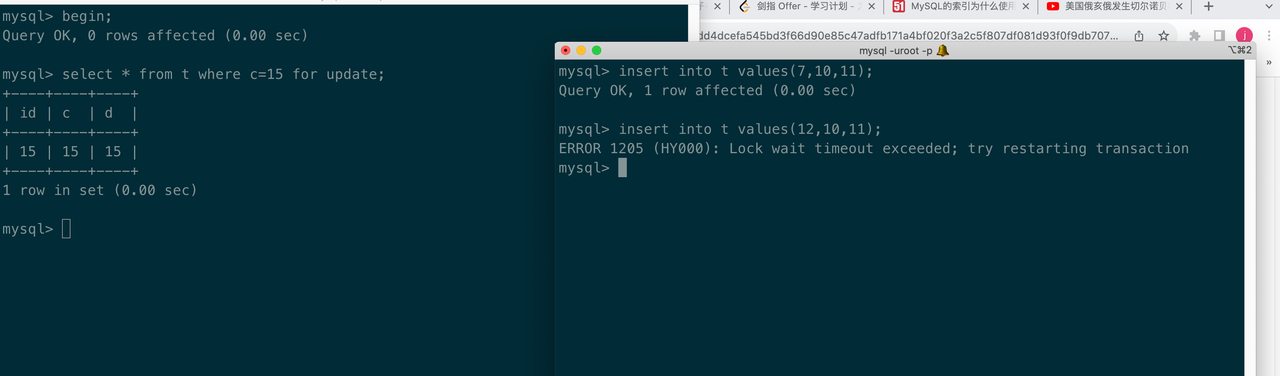 mysql> begin;
Query OK, 0 rows affected (0.00 sec)
mysql> select * from t where c=15 for update;
+----+----+----+
| id | c  | d  |
+----+----+----+
| 15 | 15 | 15 |
+----+----+----+
1 row in set (0.00 sec)
mysql>
剑指 Offer - 学习计划 -
51 MySQL的索引为什么使用
美国俄亥俄发生切尔诺贝
dd4dcefa545bd3f66d90e85c47adfb171a4bf020f3a2c5f807df081d93f0f9db707...
j
»
mysql -uroot -p
⌥⌘2
mysql> insert into t values(7,10,11);
Query OK, 1 row affected (0.00 sec)
mysql> insert into t values(12,10,11);
ERROR 1205 (HY000): Lock wait timeout exceeded; try restarting transaction
mysql>